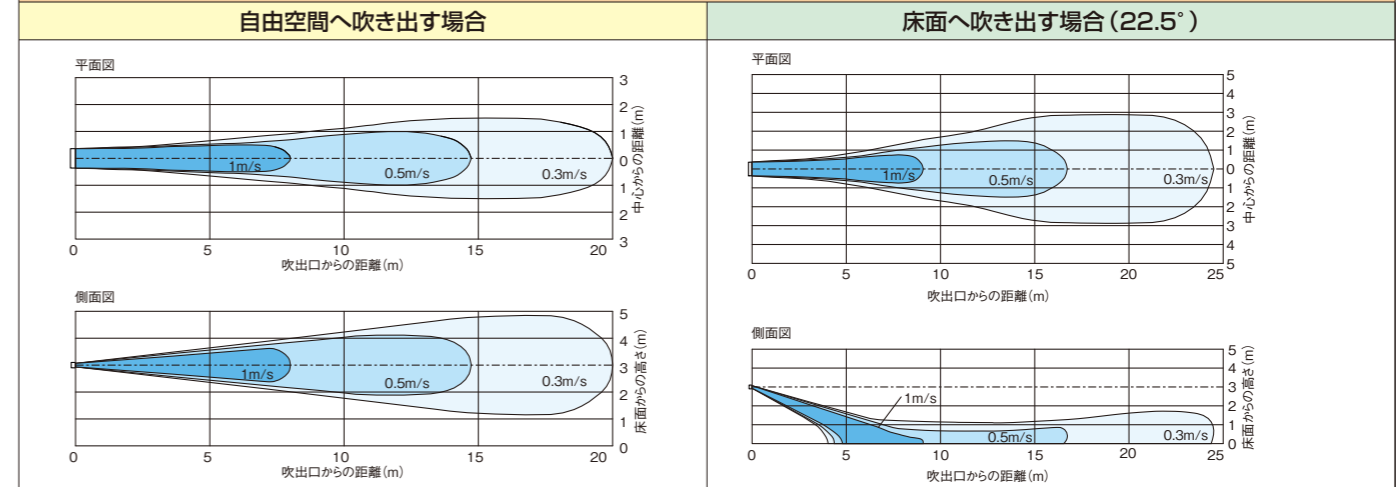 自由空間へ吹き出す場合
平面図
3
2
1
0
1
2
3
中心からの距離(m)
1m/s
0.5m/s
0.3m/s
0 5 10 15 20
吹出口からの距離(m)
側面図
5
4
3
2
1
0
床面からの高さ(m)
1m/s
0.5m/s
0.3m/s
0 5 10 15 20
吹出口からの距離(m)
床面へ吹き出す場合(22.5°)
平面図
5
4
3
2
1
0
1
2
3
4
5
中心からの距離(m)
1m/s
0.5m/s
0.3m/s
0 5 10 15 20 25
吹出口からの距離(m)
側面図
5
4
3
2
1
0
床面からの高さ(m)
1m/s
0.5m/s
0.3m/s
0 5 10 15 20 25
吹出口からの距離(m)